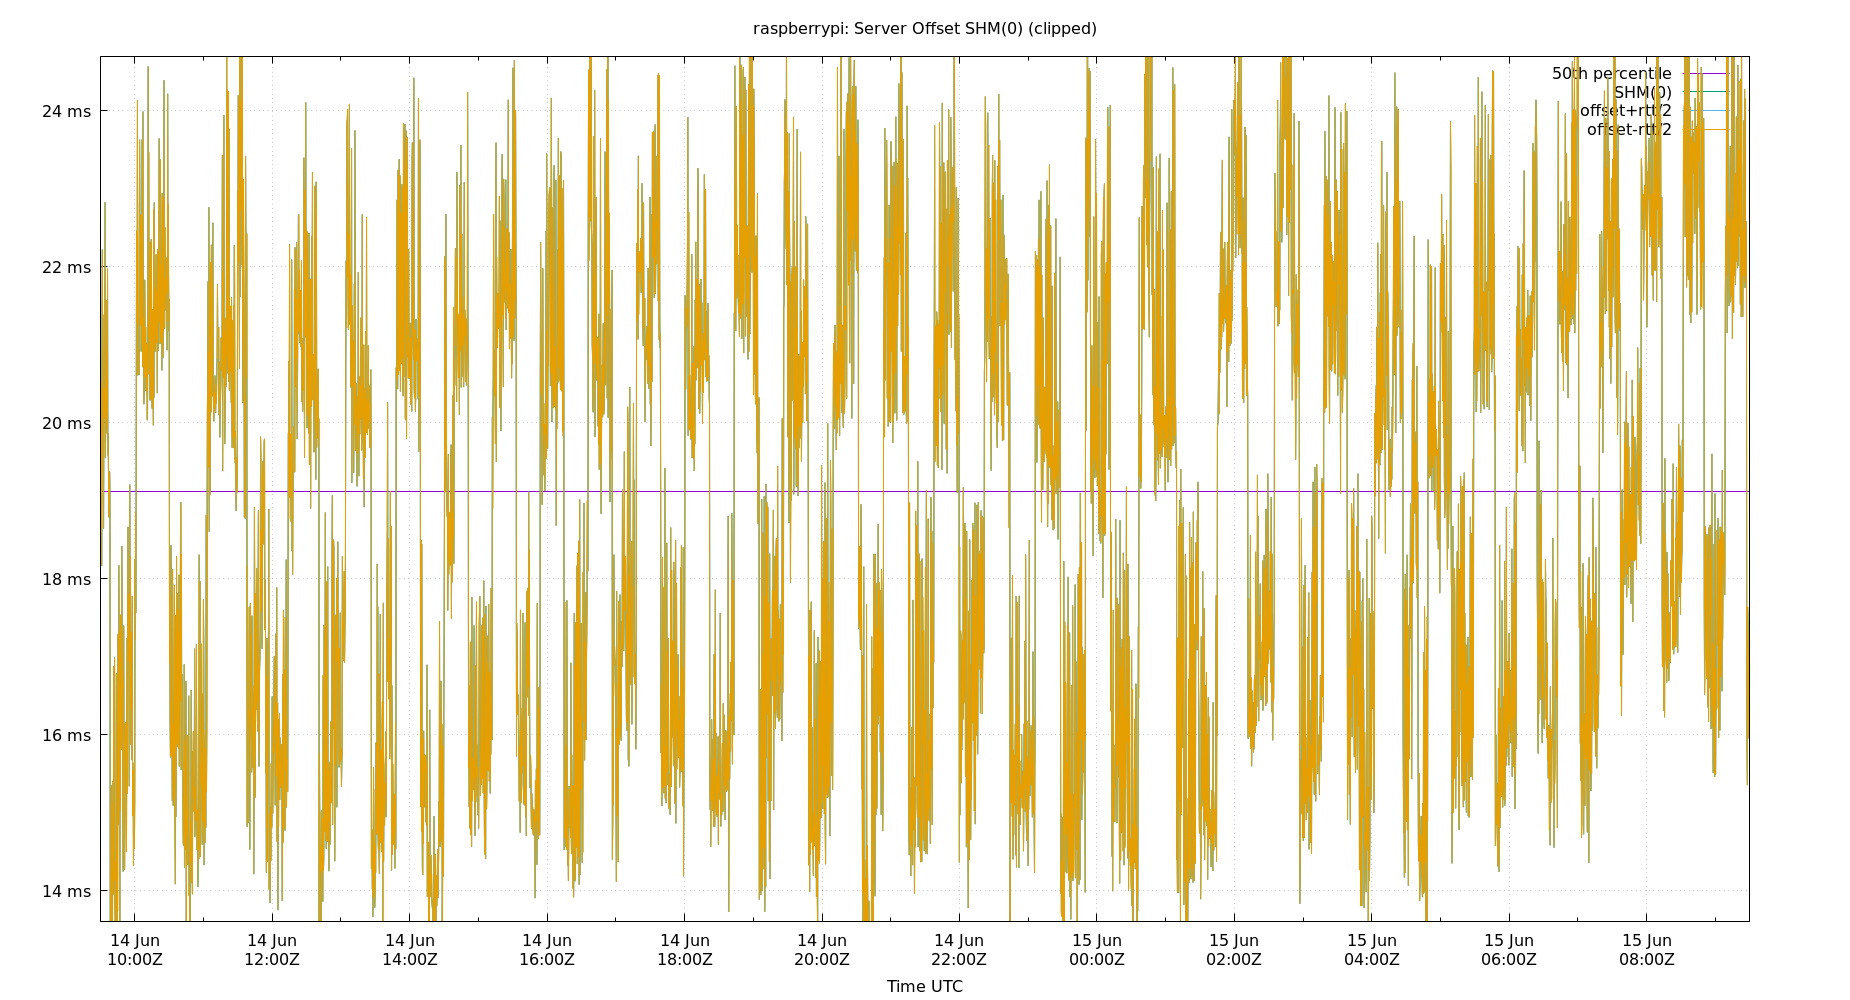 raspberrypi: Server Offset SHM(0) (clipped)
50th percentile
SHM(0)
offset+rtt/2
offset-rtt/2
24 ms
22 ms
20 ms
18 ms
16 ms
14 ms
14 Jun 14 Jun 14 Jun 14 Jun 14 Jun 14 Jun 14 Jun 15 Jun 15 Jun 15 Jun 15 Jun 15 Jun
10:00Z 12:00Z 14:00Z 16:00Z 18:00Z 20:00Z 22:00Z 00:00Z 02:00Z 04:00Z 06:00Z 08:00Z
Time UTC